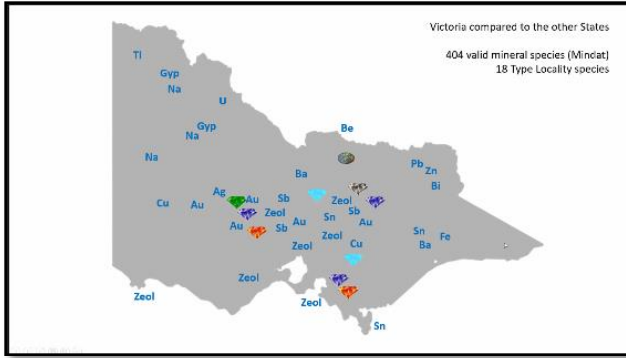 Victoria compared to the other States
404 valid mineral species (Mindat)
18 Type Locality species
Tl
Gyp
Na
U
Gyp
Na
Be
Na
Pb
Zn
Ba
Bi
Ag
Cu
Au
Au
Sb
Zeol
Zeol
Sb
Sn
Au
Au
Au
Sb
Zeol
Sn
Fe
Zeol
Cu
Ba
Zeol
Zeol
Zeol
Sn